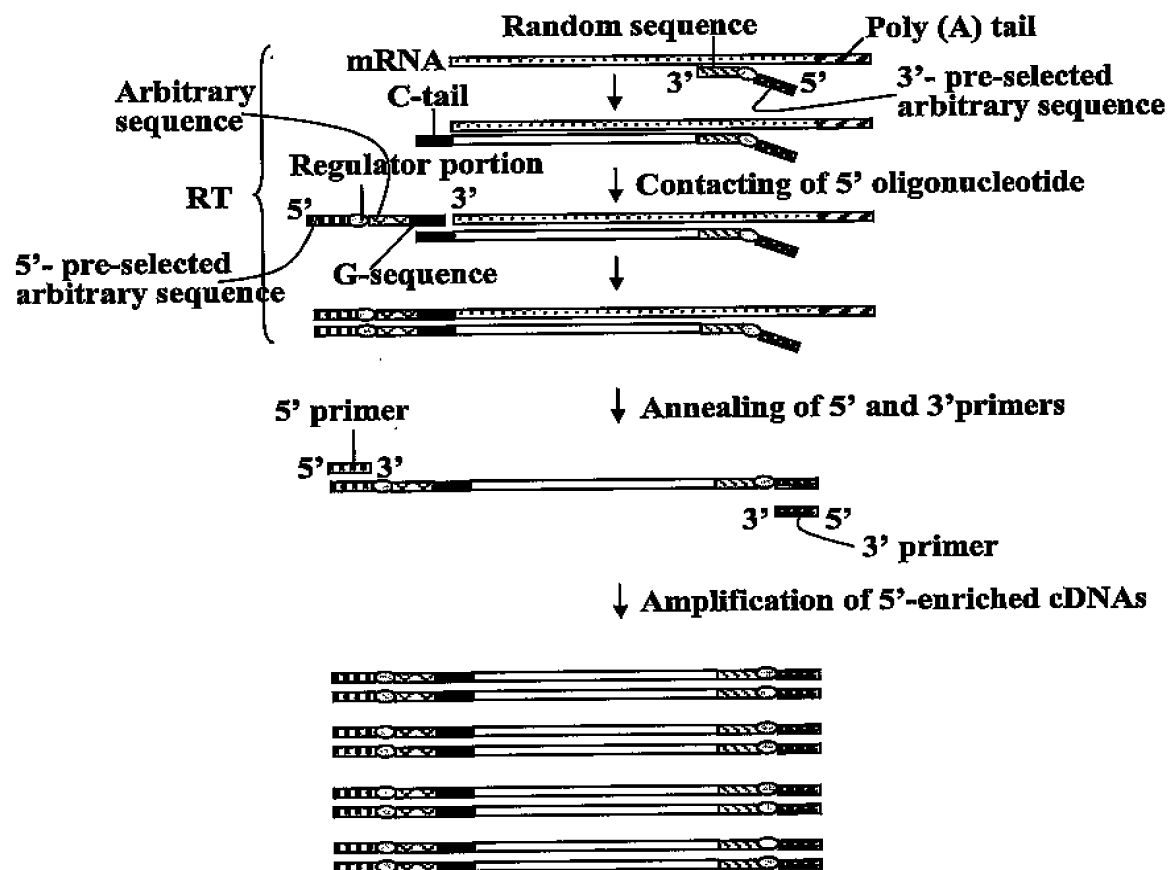 Random sequence
Poly (A) tail
mRNA
3’
5’
3’- pre-selected
arbitrary sequence
Arbitrary
sequence
C-tail
Regulator portion
RT
Contacting of 5’ oligonucleotide
5’
3’
5’- pre-selected
arbitrary sequence
G-sequence
Annealing of 5’ and 3’primers
5’ primer
5’
3’
3’
5’
3’ primer
Amplification of 5’-enriched cDNAs